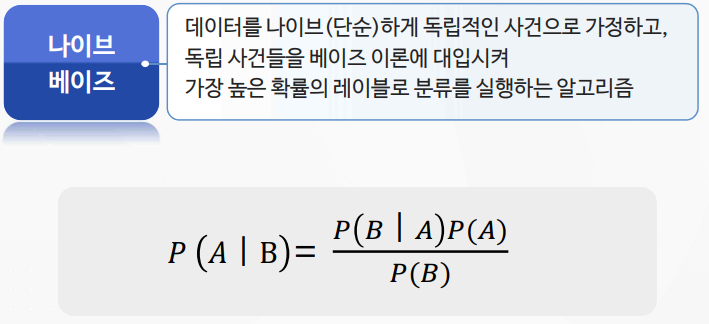 나이브
베이즈
데이터를 나이브(단순)하게 독립적인 사건으로 가정하고,
독립 사건들을 베이즈 이론에 대입시켜
가장 높은 확률의 레이블로 분류를 실행하는 알고리즘
P (A | B)= P(B | A)P(A) / P(B)